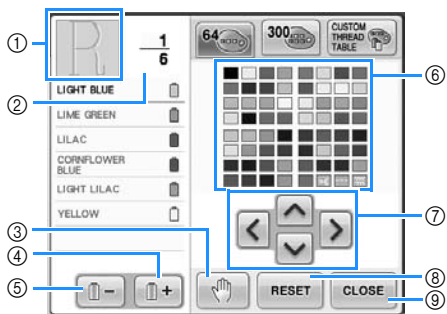 ①
②
③
④
⑤
⑥
⑦
⑧
⑨
1
6
64
300
CUSTOM
THREAD
TABLE
LIGHT BLUE
LIME GREEN
LILAC
CORNFLOWER
BLUE
LIGHT LILAC
YELLOW
R
−
+
RESET
CLOSE